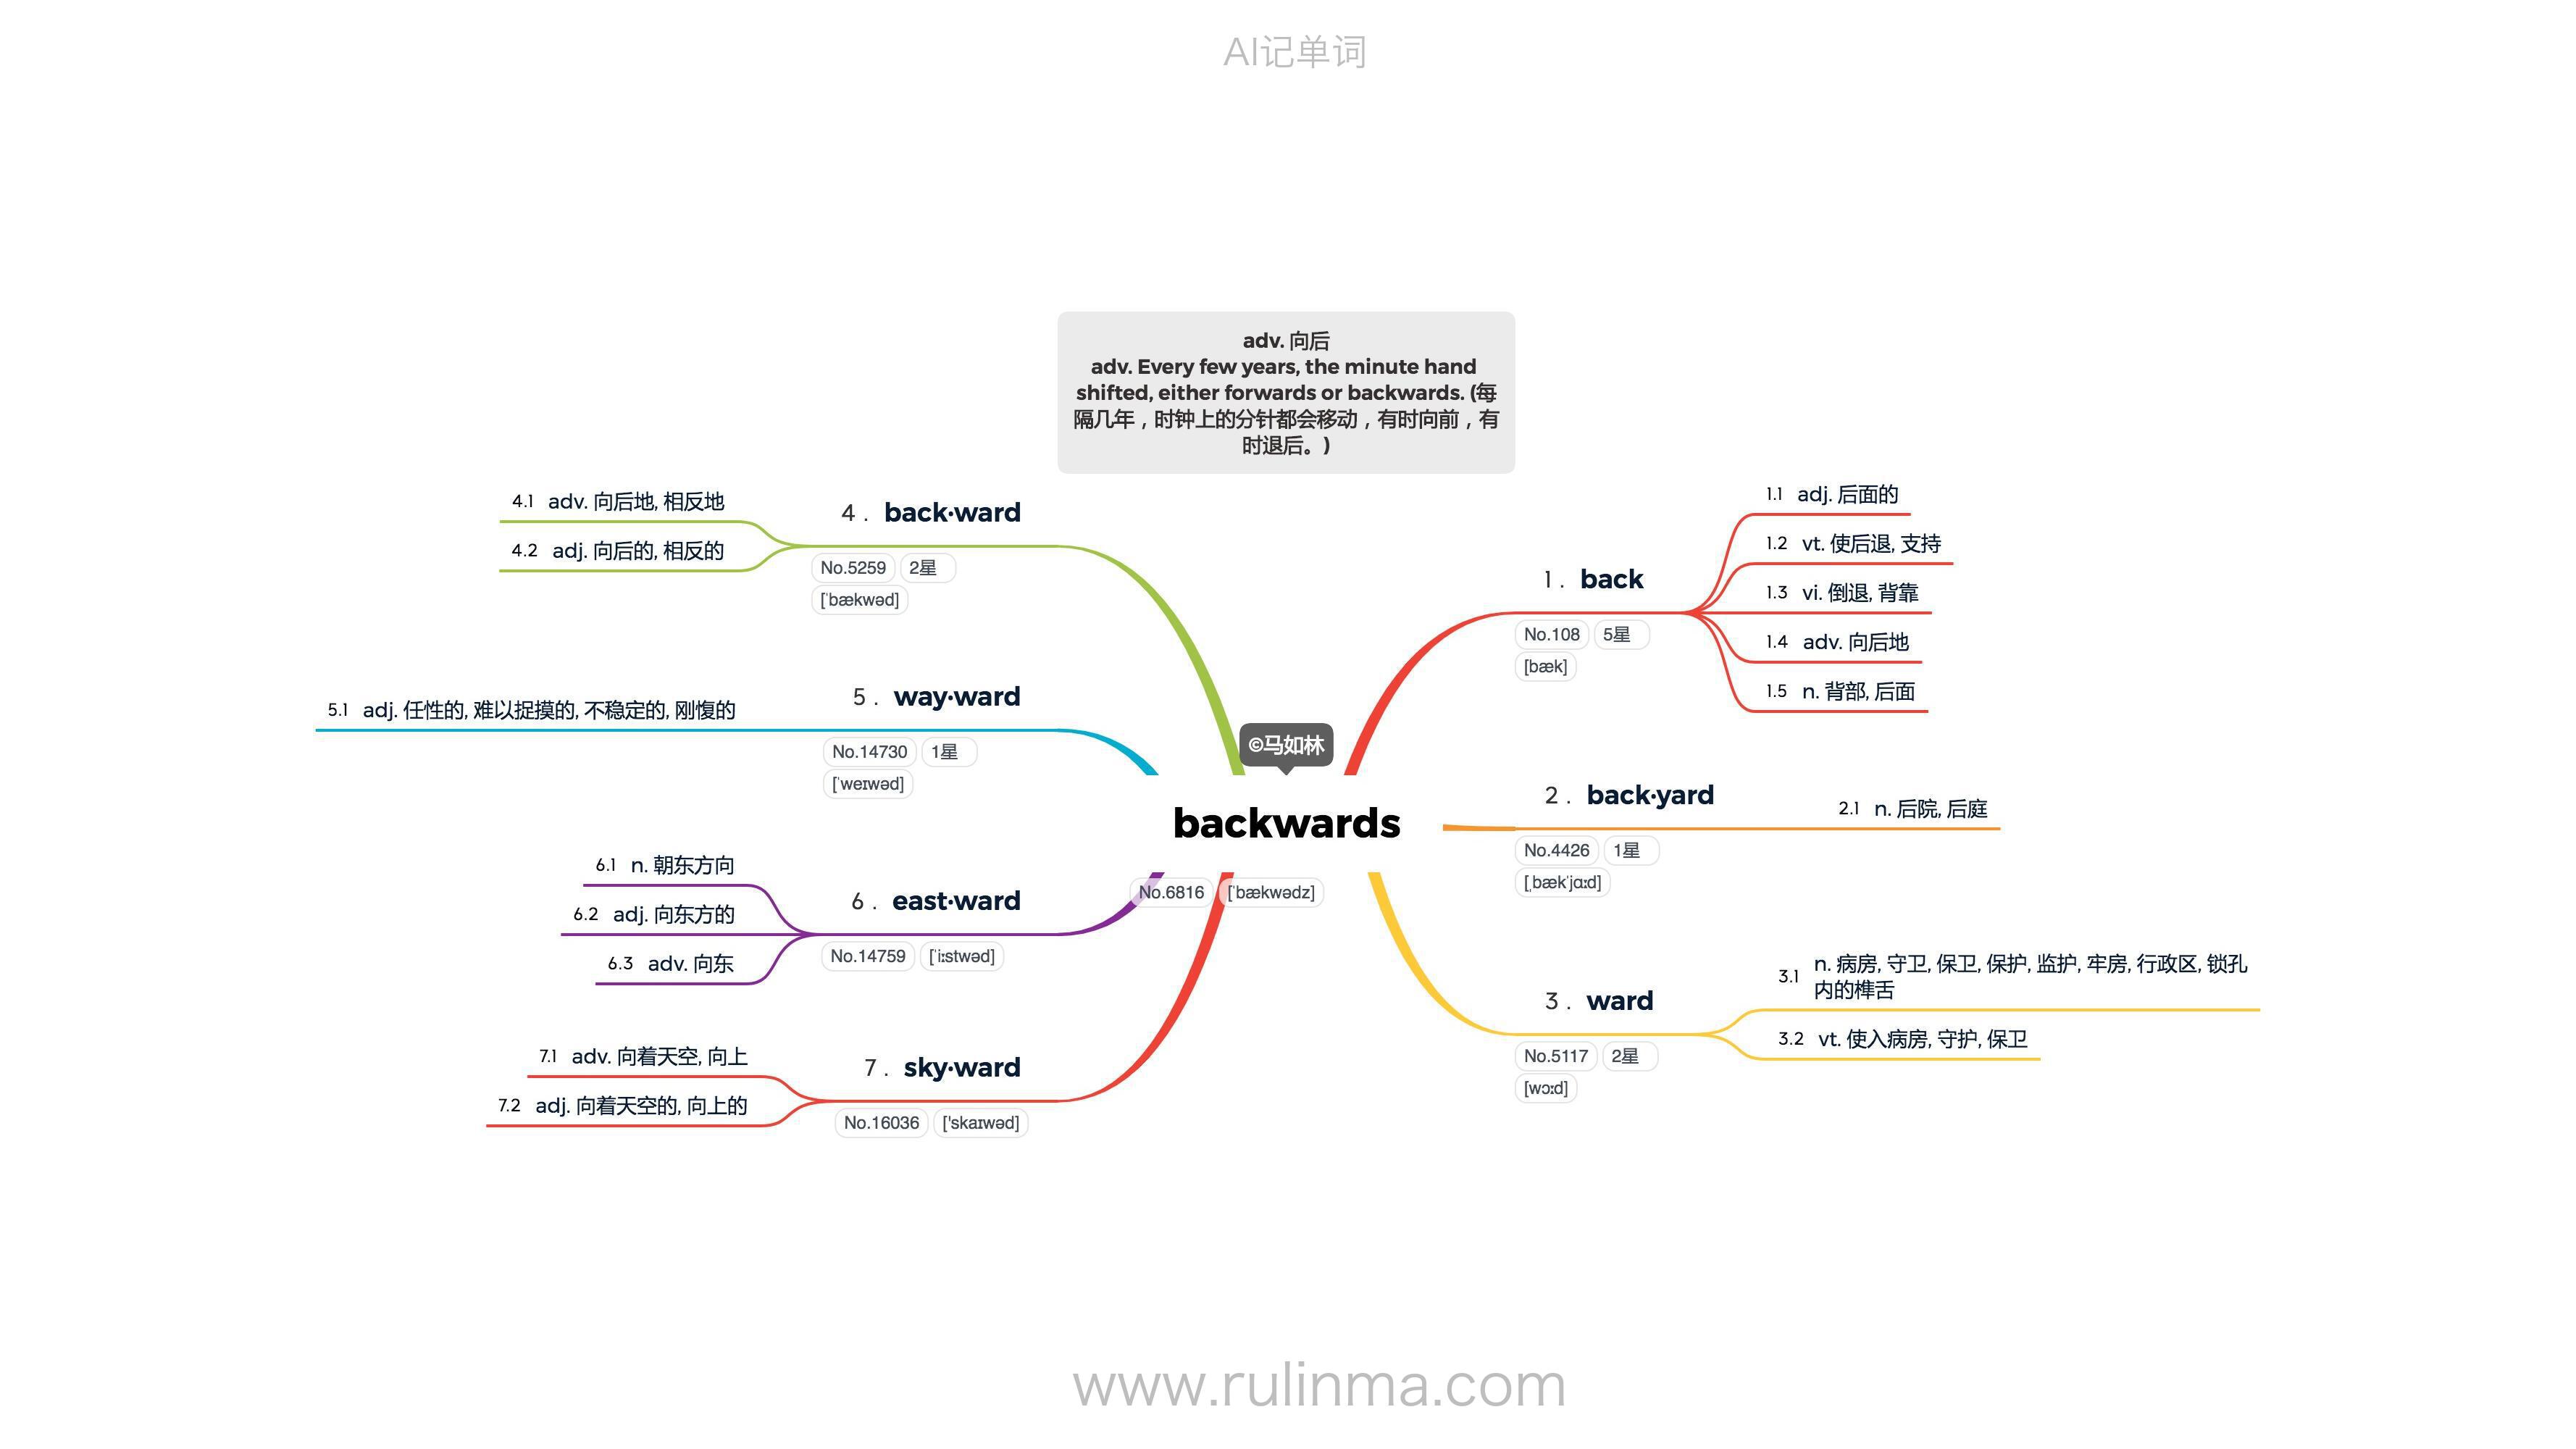 AI记单词
adv. 向后
adv. Every few years, the minute hand
shifted, either forwards or backwards. (每
隔几年，时钟上的分针都会移动，有时向前，有
时退后。)
©马如林
backwards
No.6816 [ˈbækwədz]
1. back
No.108 5星
[bæk]
1.1 adj. 后面的
1.2 vt. 使后退, 支持
1.3 vi. 倒退, 背靠
1.4 adv. 向后地
1.5 n. 背部, 后面
2. back·yard
No.4426 1星
[ˌbækˈjɑːd]
2.1 n. 后院, 后庭
3. ward
No.5117 2星
[wɔːd]
3.1 n. 病房, 守卫, 保卫, 保护, 监护, 牢房, 行政区, 锁孔
内的榫舌
3.2 vt. 使入病房, 守护, 保卫
4. back·ward
No.5259 2星
[ˈbækwəd]
4.1 adv. 向后地, 相反地
4.2 adj. 向后的, 相反的
5. way·ward
No.14730 1星
[ˈweɪwəd]
5.1 adj. 任性的, 难以捉摸的, 不稳定的, 刚愎的
6. east·ward
No.14759 [ˈiːstwəd]
6.1 n. 朝东方向
6.2 adj. 向东方的
6.3 adv. 向东
7. sky·ward
No.16036 ['skaɪwəd]
7.1 adv. 向着天空, 向上
7.2 adj. 向着天空的, 向上的
www.rulinma.com